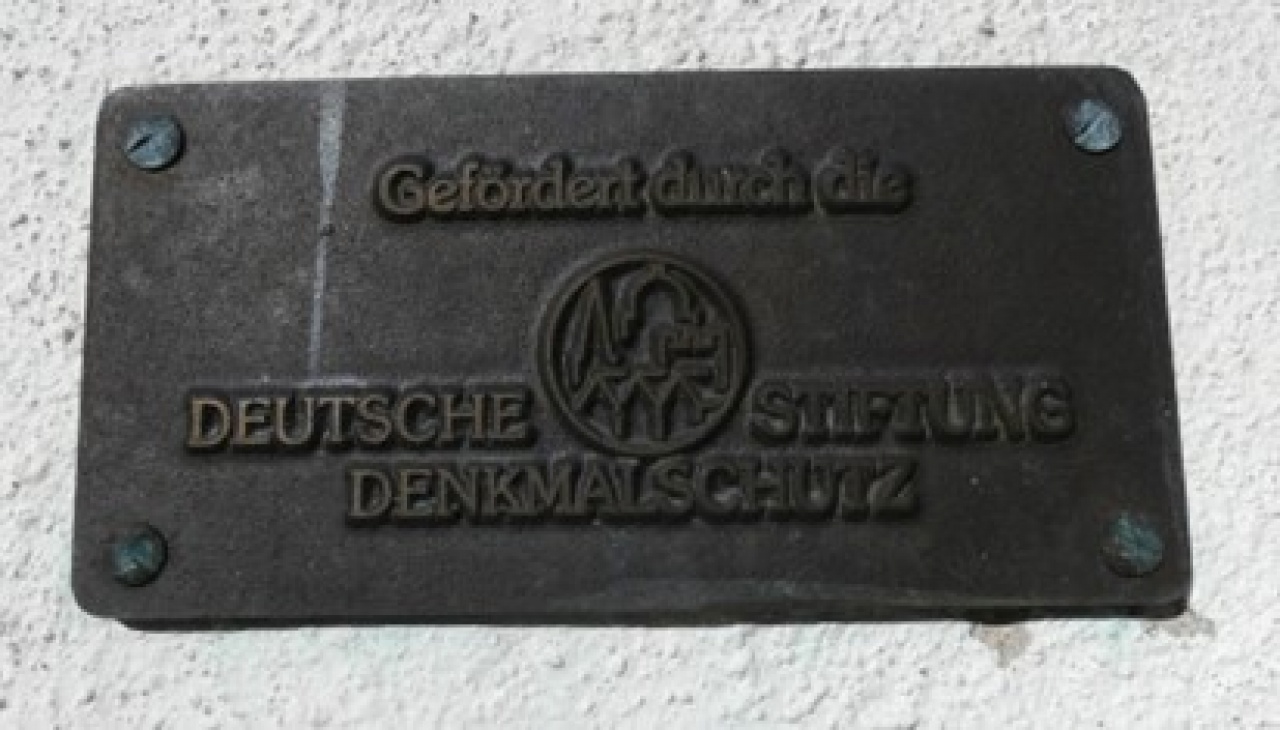 Gefördert durch die
DEUTSCHE STIFTUNG
DENKMALSCHUTZ